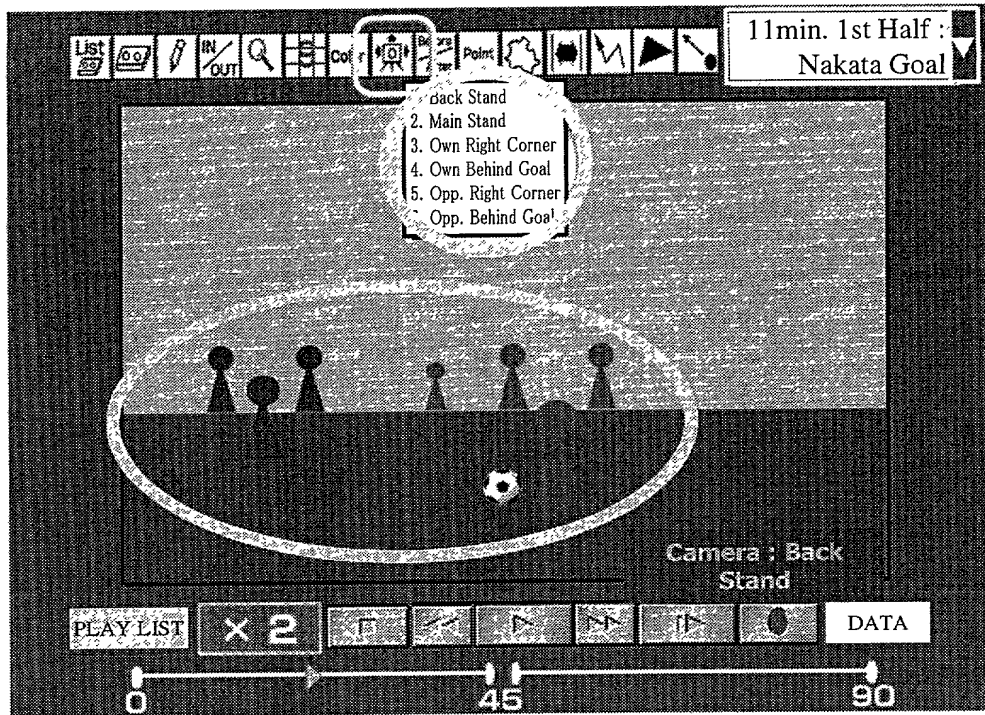 11min. 1st Half :
Nakata Goal
List
IN/OUT
Point
Back Stand
2. Main Stand
3. Own Right Corner
4. Own Behind Goal
5. Opp. Right Corner
Opp. Behind Goal
Camera : Back
Stand
PLAY LIST
× 2
DATA
0
45
90